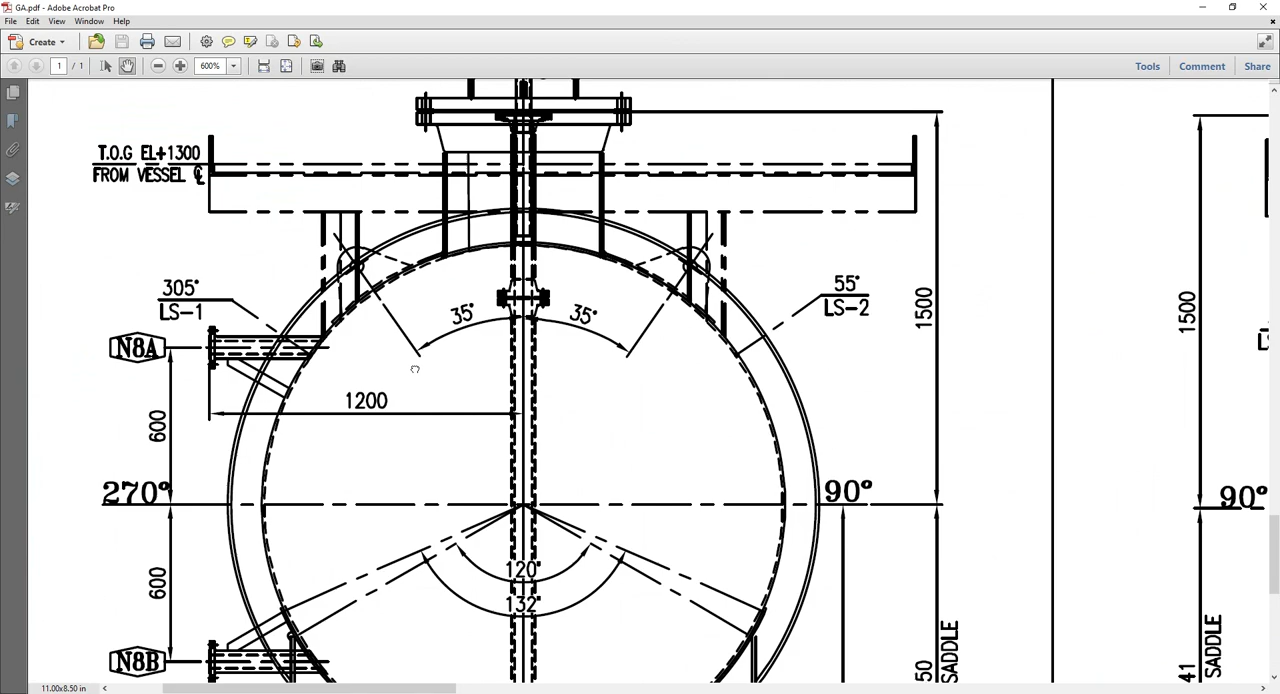 GA.pdf - Adobe Acrobat Pro
File Edit View Window Help
Create
1 / 1 600%
Tools Comment Share
T.O.G EL+1300
FROM VESSEL ℄
305°
LS-1
35° 35°
55°
LS-2
1500
1500
N8A
1200
600
270°
90°
90°
120°
132°
600
N8B
50
SADDLE
41
SADDLE
11.00x8.50 in